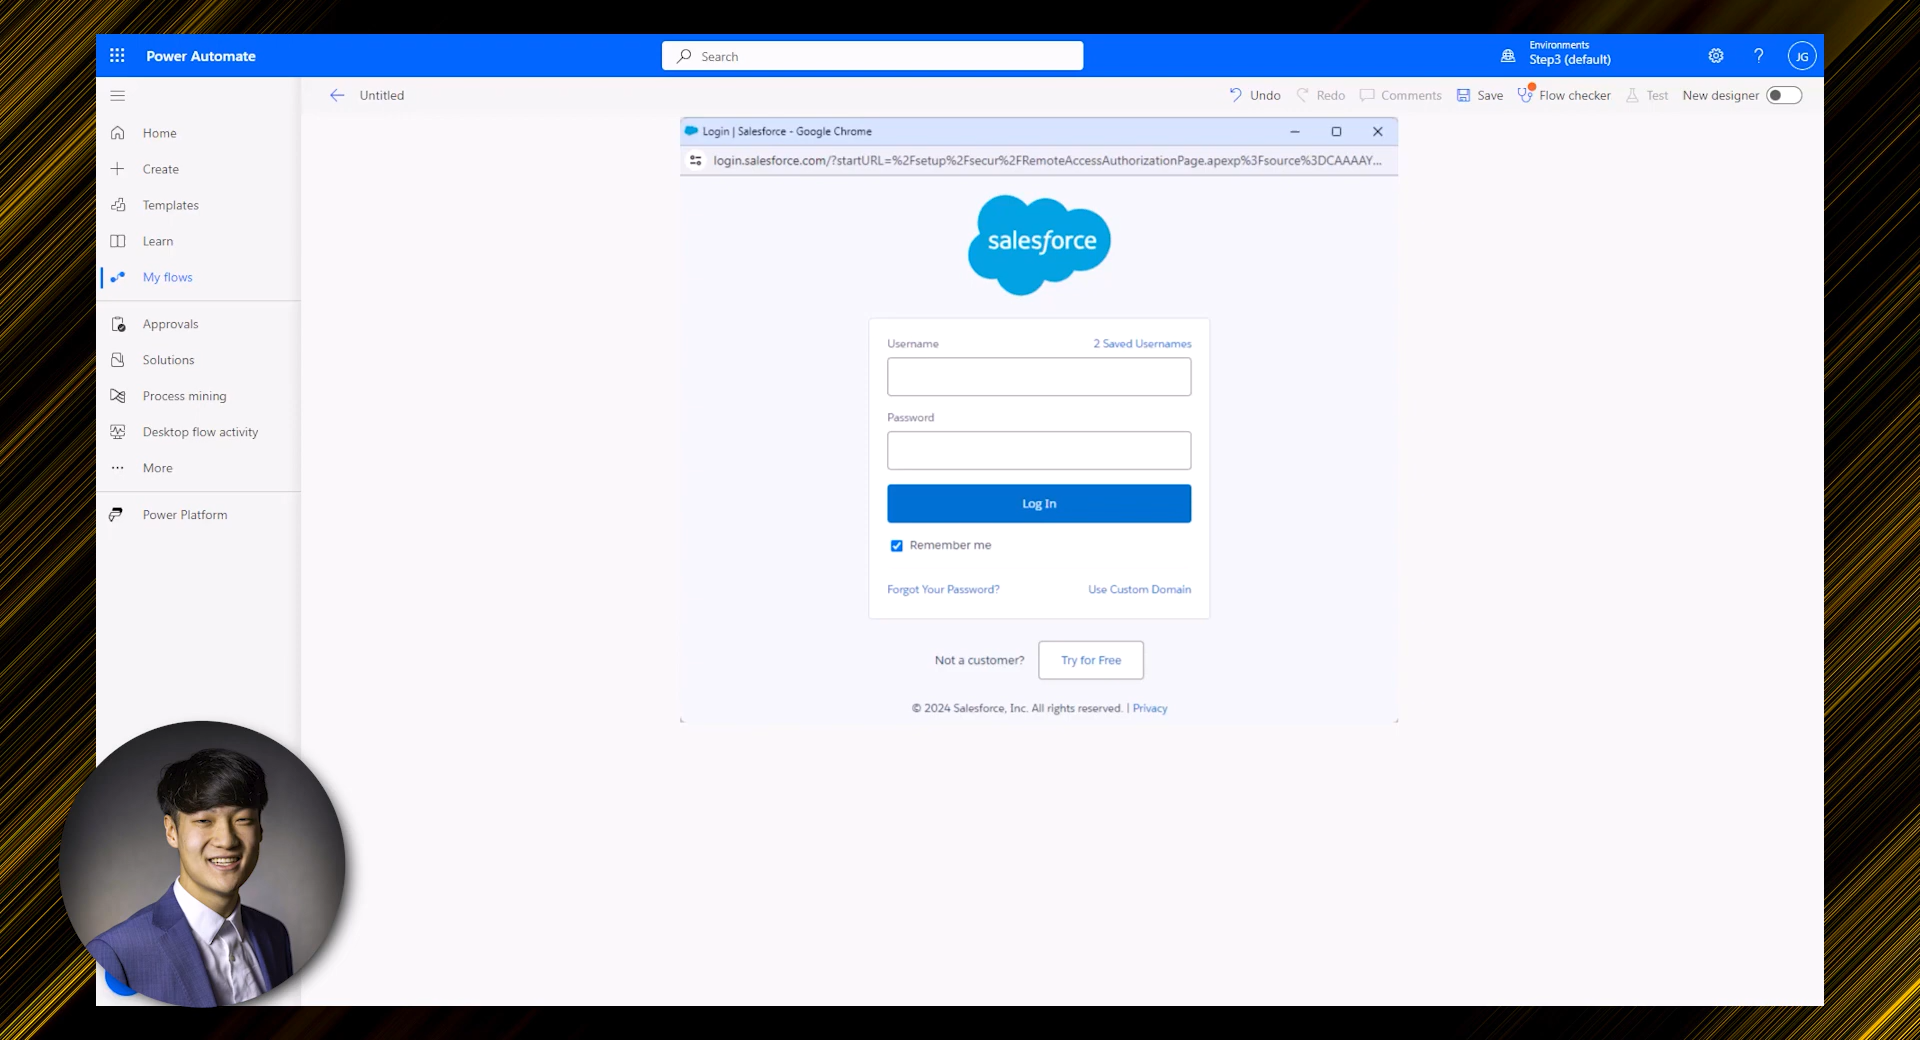 Power Automate
Search
Environments
Step3 (default)
JG
Untitled
Undo
Redo
Comments
Save
Flow checker
Test
New designer
Home
Create
Templates
Learn
My flows
Approvals
Solutions
Process mining
Desktop flow activity
More
Power Platform
Login | Salesforce - Google Chrome
login.salesforce.com/?startURL=%2Fsetup%2Fsecur%2FRemoteAccessAuthorizationPage.apexp%3Fsource%3DCAAAAY...
salesforce
Username
2 Saved Usernames
Password
Log In
Remember me
Forgot Your Password?
Use Custom Domain
Not a customer?
Try for Free
© 2024 Salesforce, Inc. All rights reserved. | Privacy